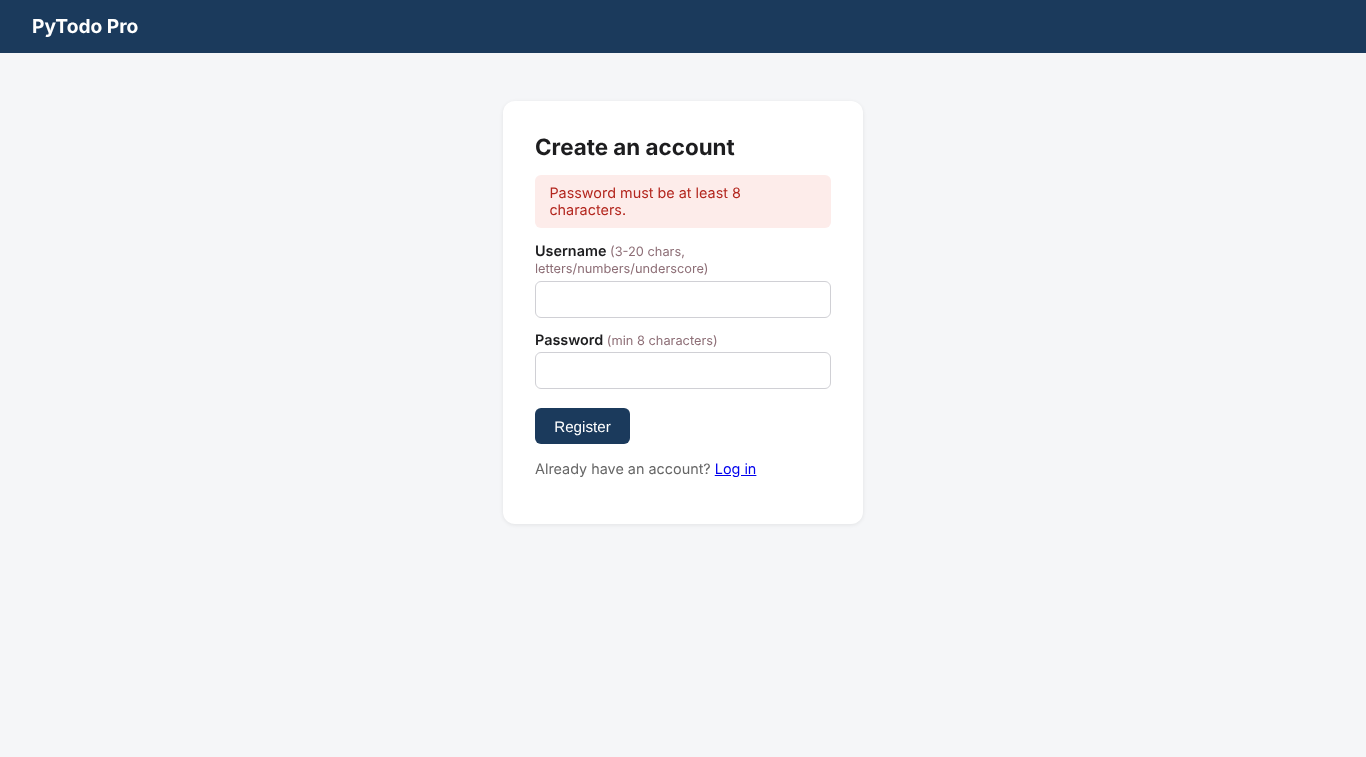 PyTodo Pro
Create an account
Password must be at least 8
characters.
Username (3-20 chars,
letters/numbers/underscore)
Password (min 8 characters)
Register
Already have an account? Log in